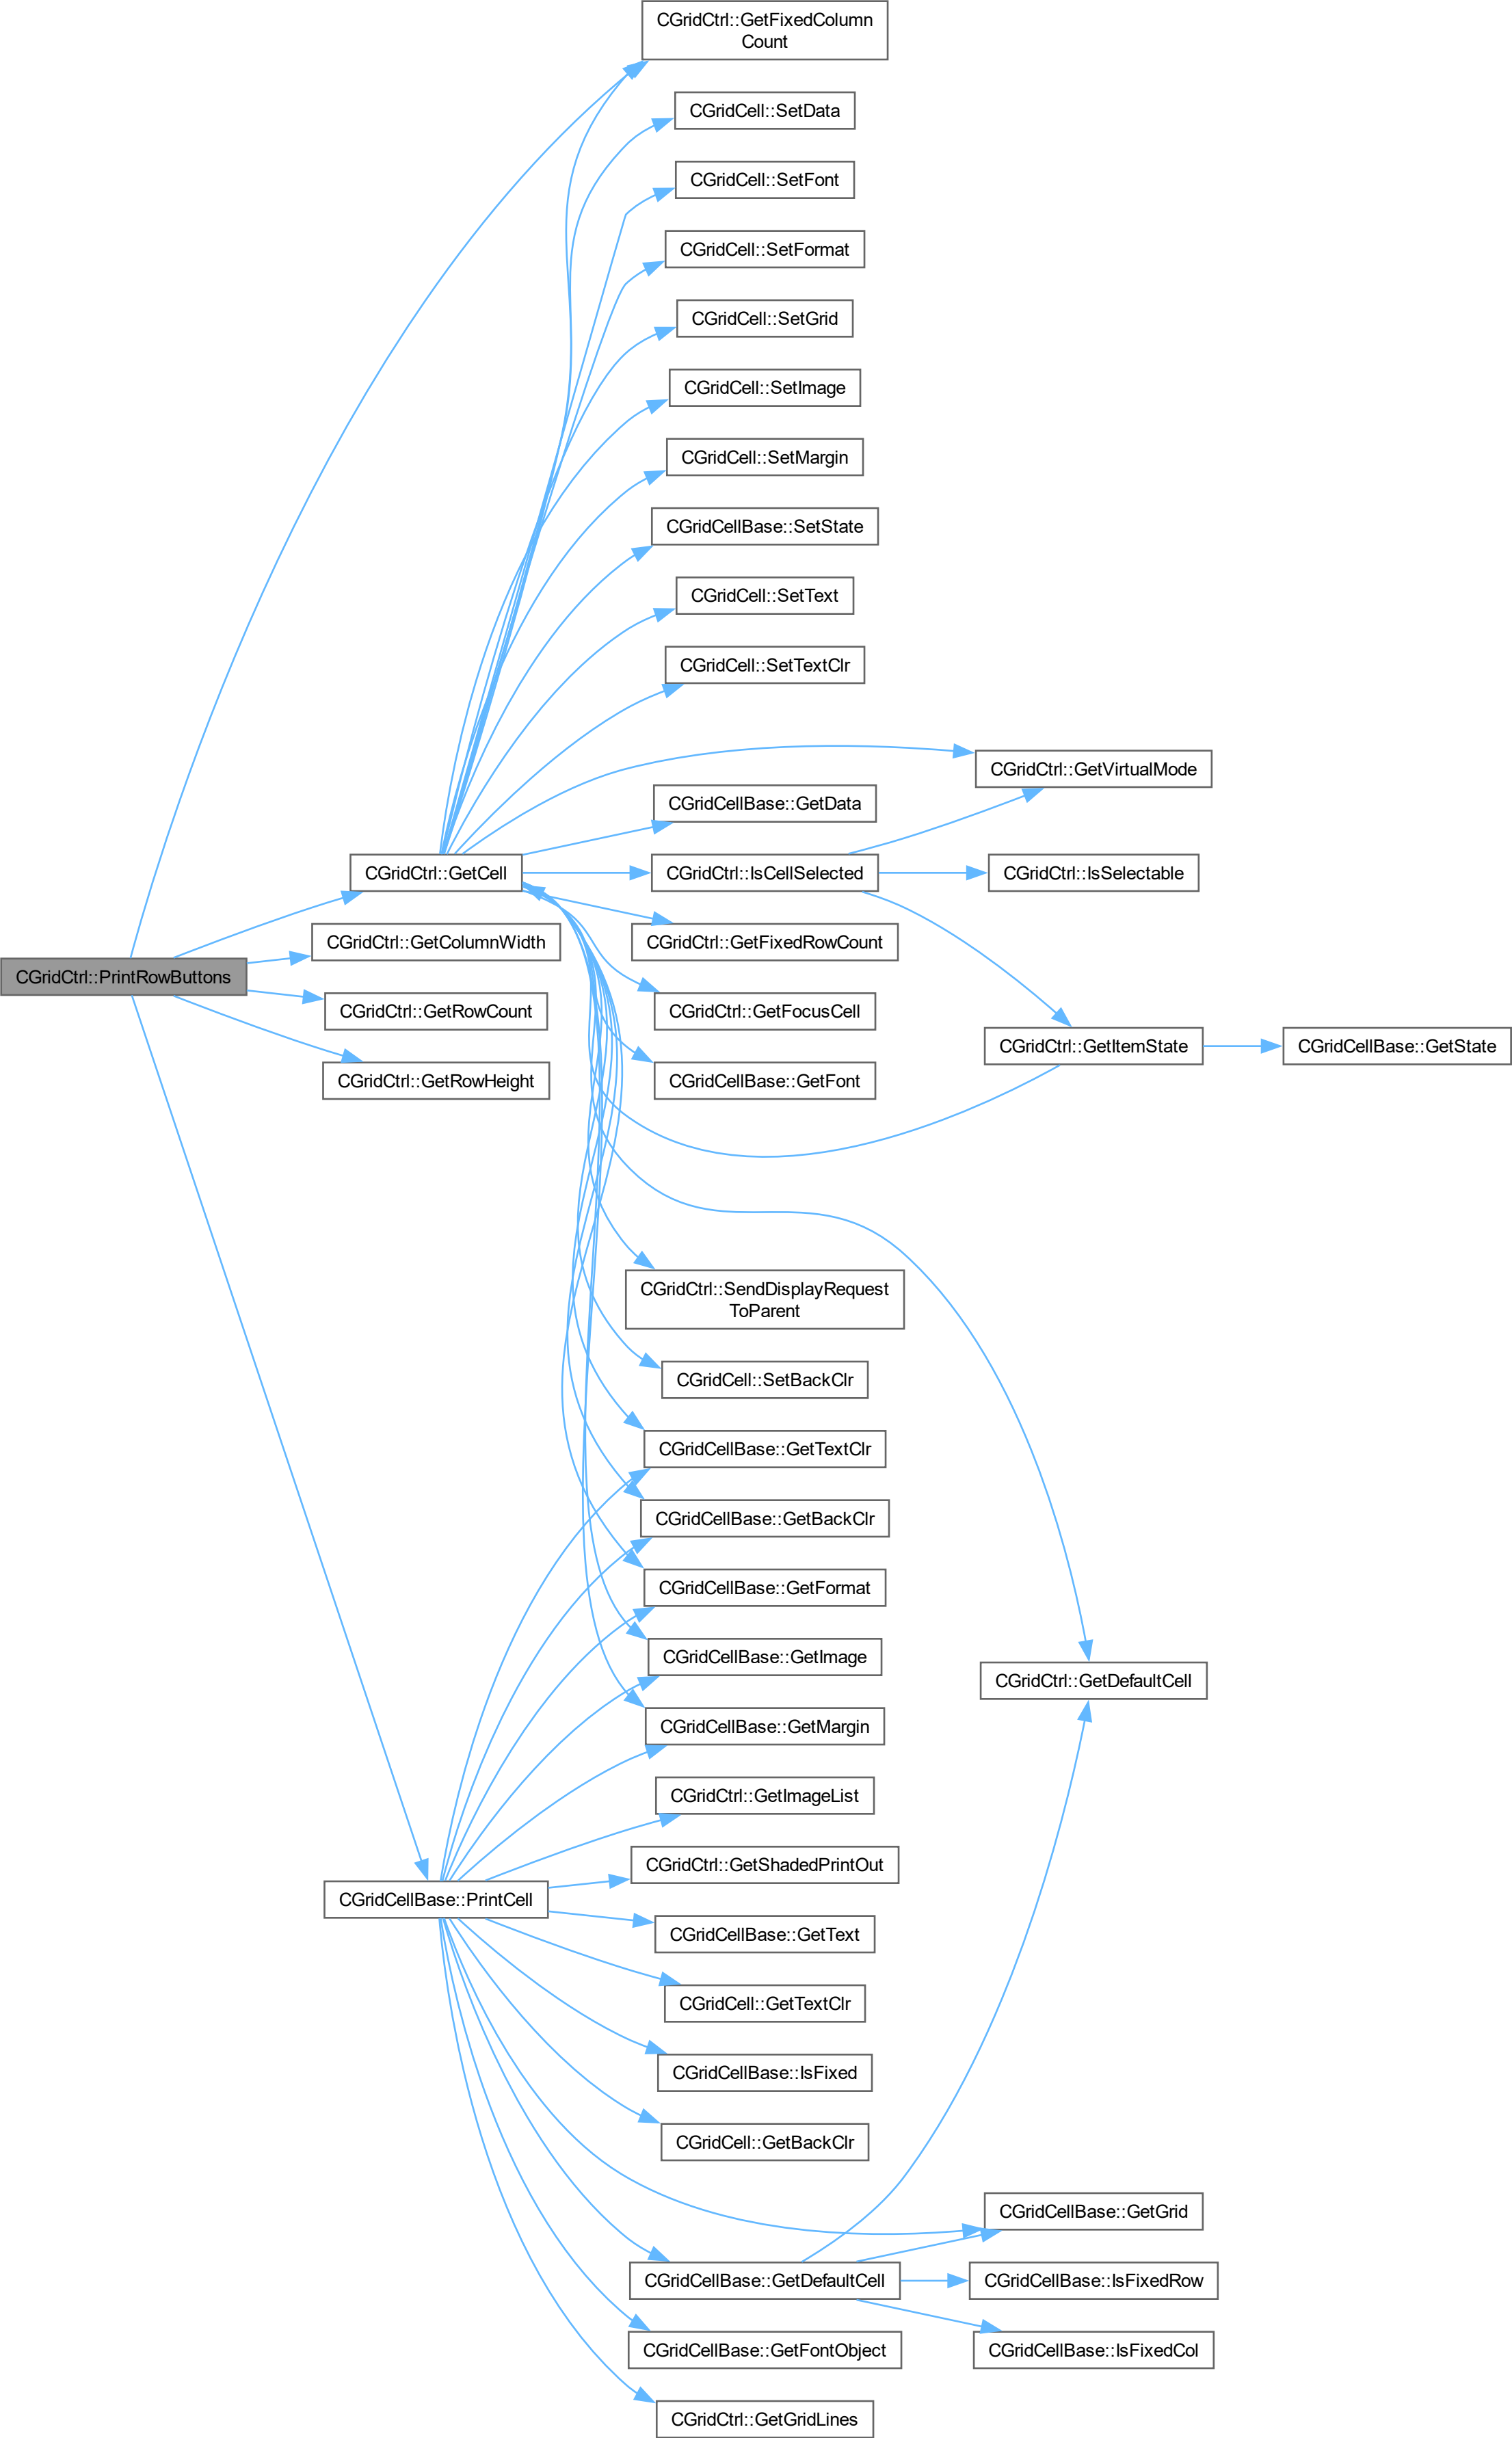 CGridCtrl::GetFixedColumn
Count
CGridCell::SetData
CGridCell::SetFont
CGridCell::SetFormat
CGridCell::SetGrid
CGridCell::SetImage
CGridCell::SetMargin
CGridCellBase::SetState
CGridCell::SetText
CGridCell::SetTextClr
CGridCtrl::GetVirtualMode
CGridCellBase::GetData
CGridCtrl::GetCell
CGridCtrl::IsCellSelected
CGridCtrl::IsSelectable
CGridCtrl::GetColumnWidth
CGridCtrl::GetFixedRowCount
CGridCtrl::PrintRowButtons
CGridCtrl::GetRowCount
CGridCtrl::GetFocusCell
CGridCtrl::GetItemState
CGridCellBase::GetState
CGridCtrl::GetRowHeight
CGridCellBase::GetFont
CGridCtrl::SendDisplayRequest
ToParent
CGridCell::SetBackClr
CGridCellBase::GetTextClr
CGridCellBase::GetBackClr
CGridCellBase::GetFormat
CGridCellBase::GetImage
CGridCtrl::GetDefaultCell
CGridCellBase::GetMargin
CGridCtrl::GetImageList
CGridCtrl::GetShadedPrintOut
CGridCellBase::PrintCell
CGridCellBase::GetText
CGridCell::GetTextClr
CGridCellBase::IsFixed
CGridCell::GetBackClr
CGridCellBase::GetGrid
CGridCellBase::GetDefaultCell
CGridCellBase::IsFixedRow
CGridCellBase::GetFontObject
CGridCellBase::IsFixedCol
CGridCtrl::GetGridLines